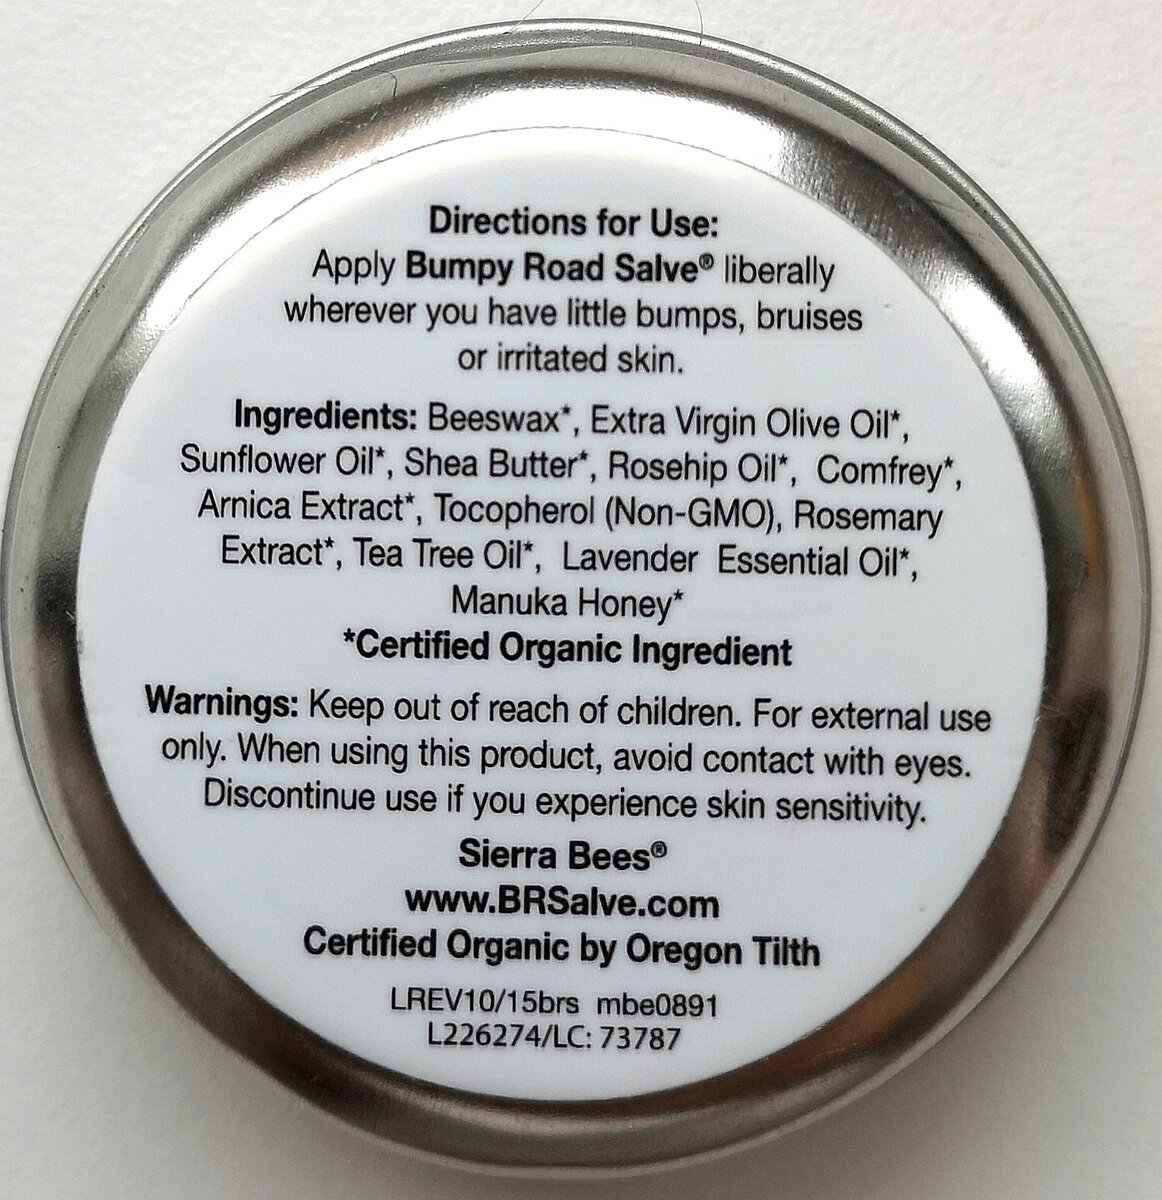 Directions for Use:
Apply Bumpy Road Salve® liberally
wherever you have little bumps, bruises
or irritated skin.
Ingredients: Beeswax*, Extra Virgin Olive Oil*,
Sunflower Oil*, Shea Butter*, Rosehip Oil*, Comfrey*,
Arnica Extract*, Tocopherol (Non-GMO), Rosemary
Extract*, Tea Tree Oil*, Lavender Essential Oil*,
Manuka Honey*
*Certified Organic Ingredient
Warnings: Keep out of reach of children. For external use
only. When using this product, avoid contact with eyes.
Discontinue use if you experience skin sensitivity.
Sierra Bees®
www.BRSalve.com
Certified Organic by Oregon Tilth
LREV10/15brs mbe0891
L226274/LC: 73787